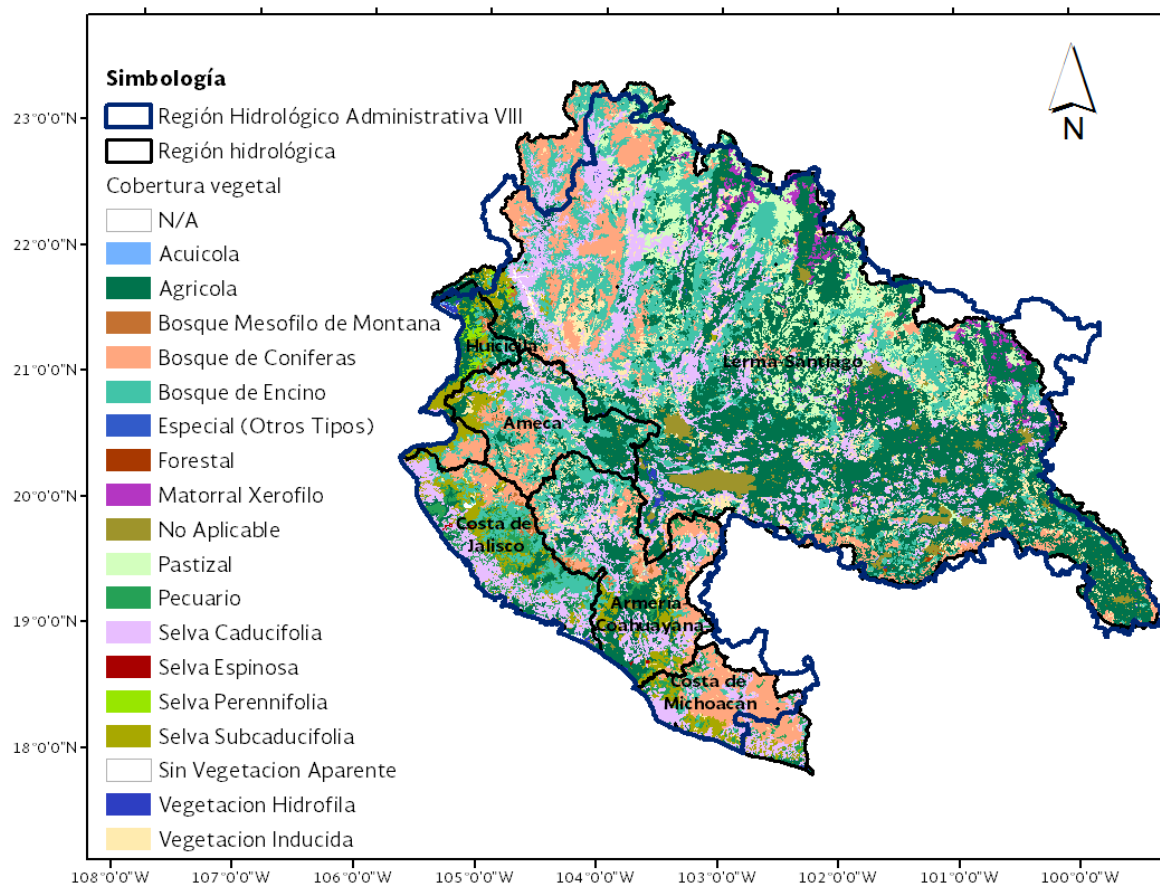 Simbología
Región Hidrológico Administrativa VIII
Región hidrológica
Cobertura vegetal
N/A
Acuicola
Agricola
Bosque Mesofilo de Montana
Bosque de Coniferas
Bosque de Encino
Especial (Otros Tipos)
Forestal
Matorral Xerofilo
No Aplicable
Pastizal
Pecuario
Selva Caducifolia
Selva Espinosa
Selva Perennifolia
Selva Subcaducifolia
Sin Vegetacion Aparente
Vegetacion Hidrofila
Vegetacion Inducida
N
23°0'0"N
22°0'0"N
21°0'0"N
20°0'0"N
19°0'0"N
18°0'0"N
Huicicila
Lerma-Santiago
Ameca
Costa de
Jalisco
Armería
Coahuayana
Costa de
Michoacán
108°0'0"W
107°0'0"W
106°0'0"W
105°0'0"W
104°0'0"W
103°0'0"W
102°0'0"W
101°0'0"W
100°0'0"W